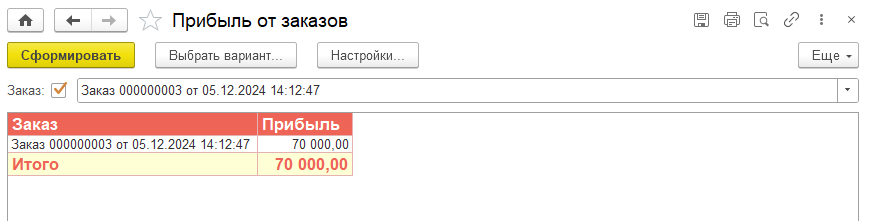 Прибыль от заказов
Сформировать Выбрать вариант... Настройки... Еще
Заказ: Заказ 000000003 от 05.12.2024 14:12:47
Заказ Прибыль
Заказ 000000003 от 05.12.2024 14:12:47 70 000,00
Итого 70 000,00